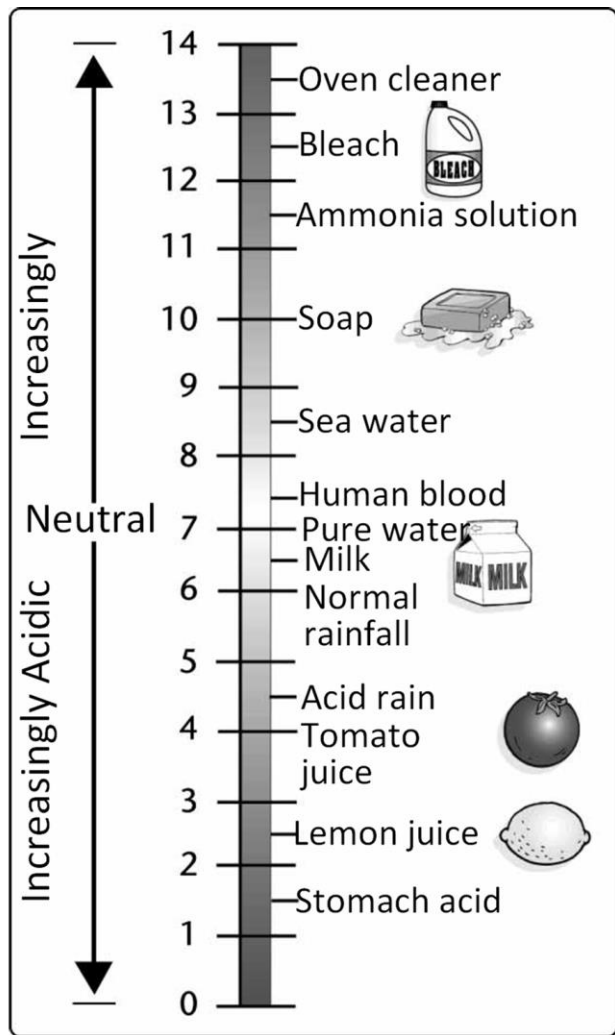 14
Oven cleaner
13
Bleach
BLEACH
12
Ammonia solution
11
10
Soap
9
Sea water
8
Human blood
Neutral
7
Pure water
Milk
MILK MILK
6
Normal
rainfall
5
Acid rain
4
Tomato
juice
3
Lemon juice
2
Stomach acid
1
0
Increasingly
Increasingly Acidic